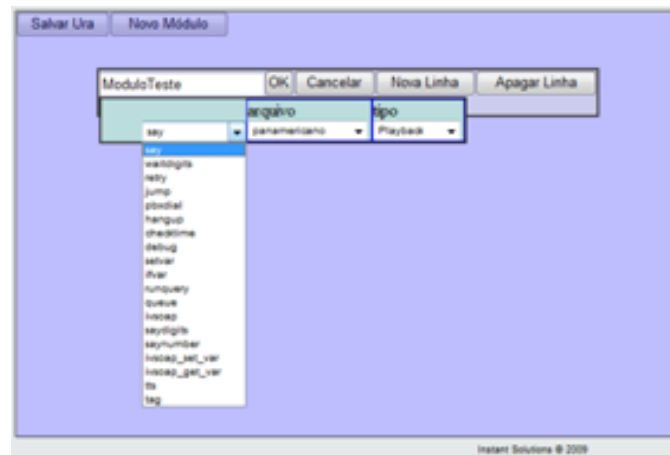 Salvar Ura Novo Módulo
ModuloTeste OK Cancelar Nova Linha Apagar Linha
arquivo tipo
say panamericano Playback
say
waitdigits
retry
jump
pbxdial
hangup
checktime
debug
setvar
ifvar
runquery
queue
ivscap
saydigits
saynumber
ivscap_set_var
ivscap_get_var
tts
tag
Instant Solutions © 2009